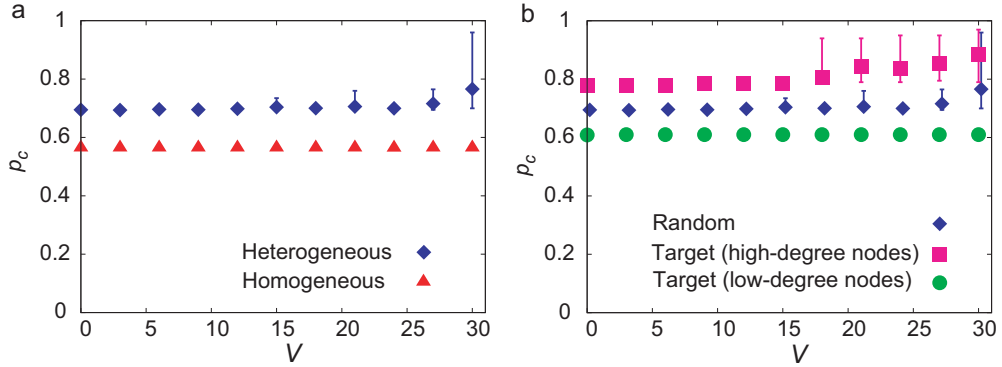 a
1
0.8
0.6
0.4
0.2
0
p_c
Heterogeneous
Homogeneous
0 5 10 15 20 25 30
V
b
1
0.8
0.6
0.4
0.2
0
p_c
Random
Target (high-degree nodes)
Target (low-degree nodes)
0 5 10 15 20 25 30
V